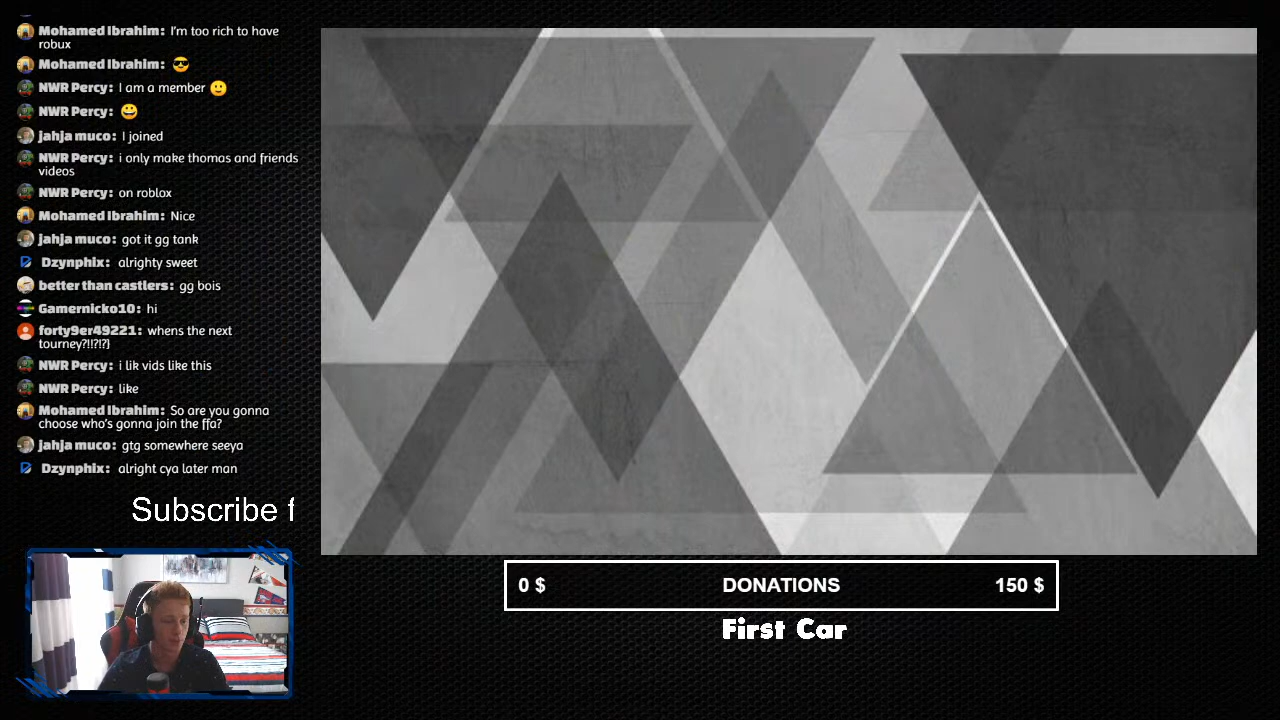 Mohamed Ibrahim: I'm too rich to have
robux
Mohamed Ibrahim: 😎
NWR Percy: I am a member 🙂
NWR Percy: 😀
jahja muco: I joined
NWR Percy: i only make thomas and friends
videos
NWR Percy: on roblox
Mohamed Ibrahim: Nice
jahja muco: got it gg tank
Dzynphix: alrighty sweet
better than castlers: gg bois
Gamernicko10: hi
forty9er49221: whens the next
tourney?!!?!?}
NWR Percy: i lik vids like this
NWR Percy: like
Mohamed Ibrahim: So are you gonna
choose who's gonna join the ffa?
jahja muco: gtg somewhere seeya
Dzynphix: alright cya later man
Subscribe f
0 $ DONATIONS 150 $
First Car